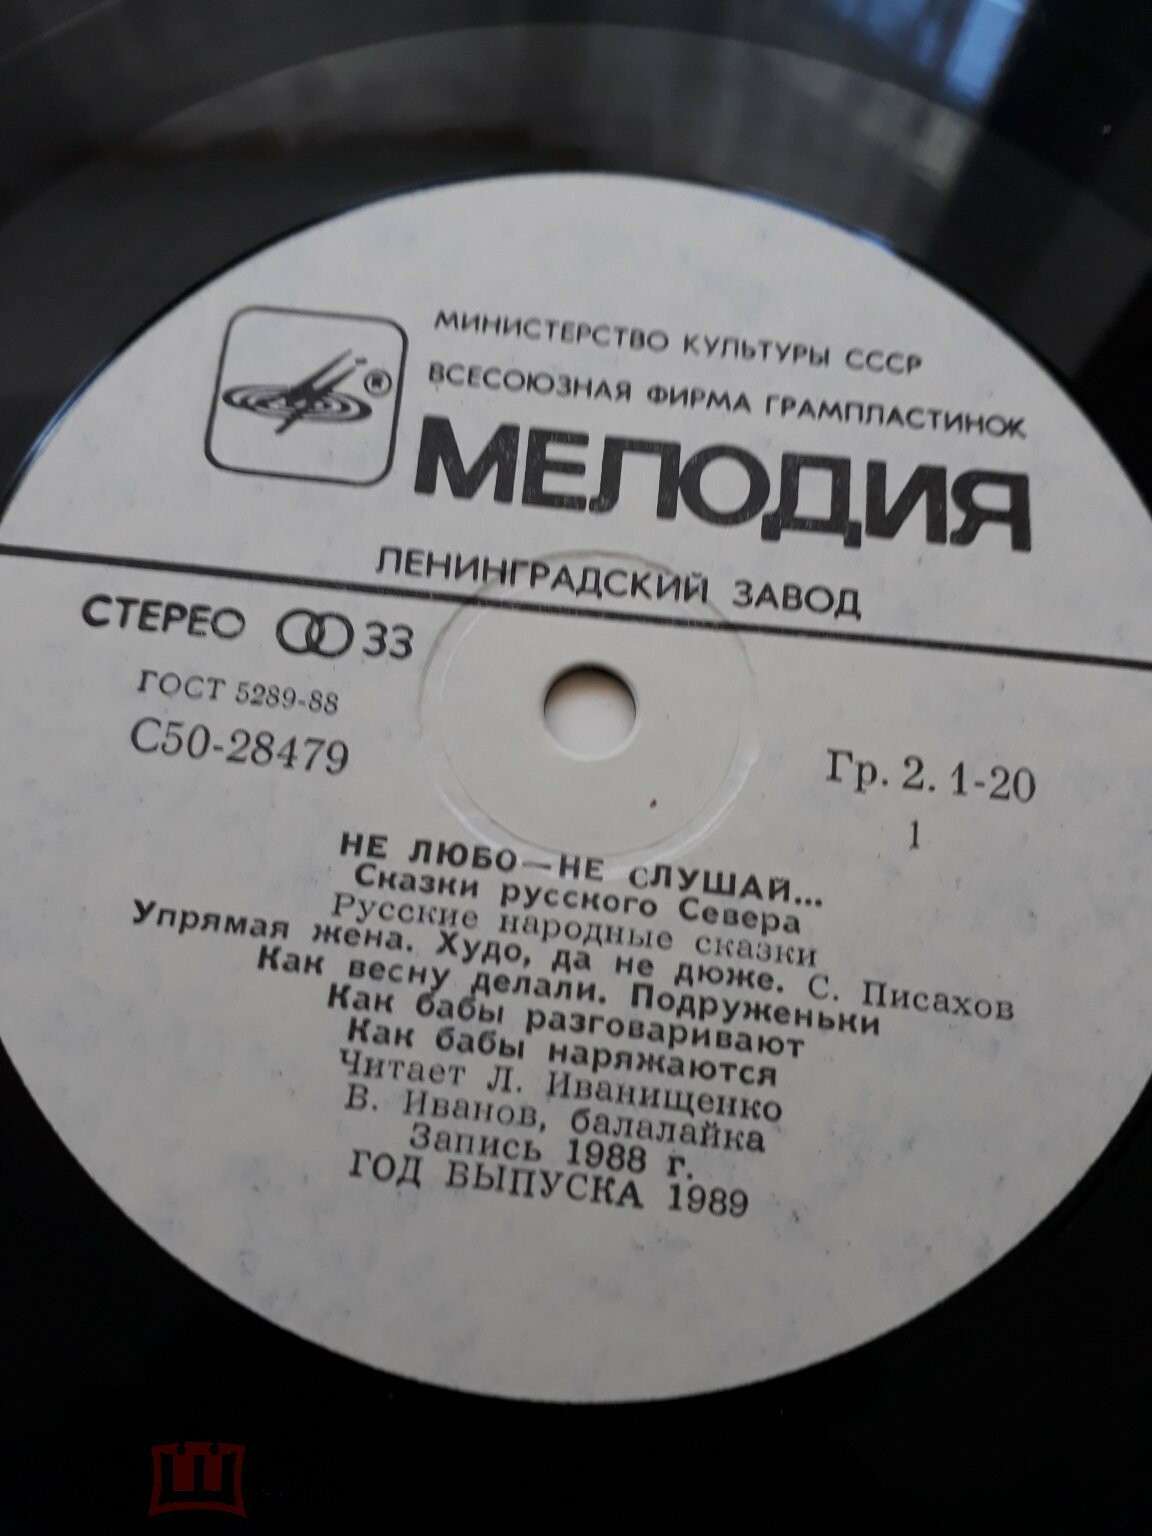 МИНИСТЕРСТВО КУЛЬТУРЫ СССР
ВСЕСОЮЗНАЯ ФИРМА ГРАМПЛАСТИНОК
®
МЕЛОДИЯ
ЛЕНИНГРАДСКИЙ ЗАВОД
СТЕРЕО 33
ГОСТ 5289-88
С50-28479
Гр. 2. 1-20
1
НЕ ЛЮБО—НЕ СЛУШАЙ...
Сказки русского Севера
Русские народные сказки
Упрямая жена. Худо, да не дюже. С. Писахов
Как весну делали. Подруженьки
Как бабы разговаривают
Как бабы наряжаются
Читает Л. Иванищенко
В. Иванов, балалайка
Запись 1988 г.
ГОД ВЫПУСКА 1989